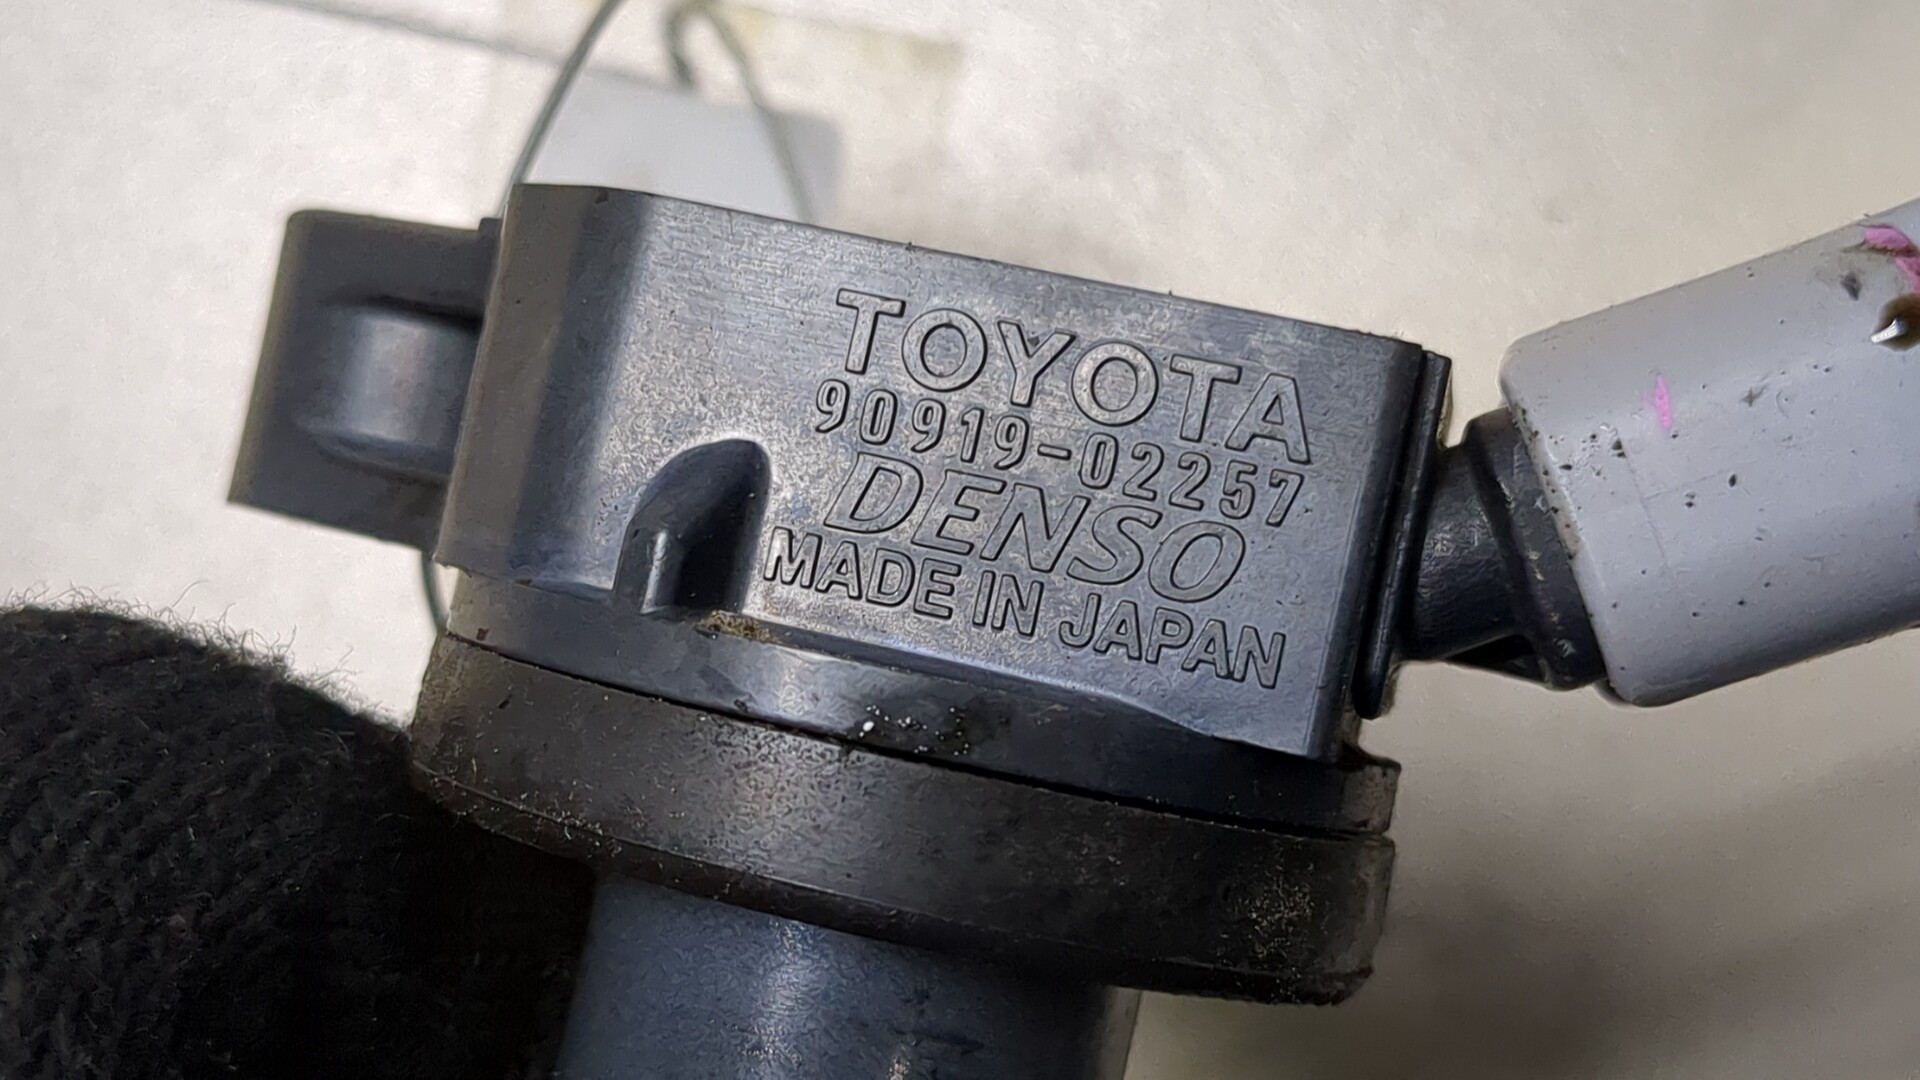 TOYOTA
90919-02257
DENSO
MADE IN JAPAN